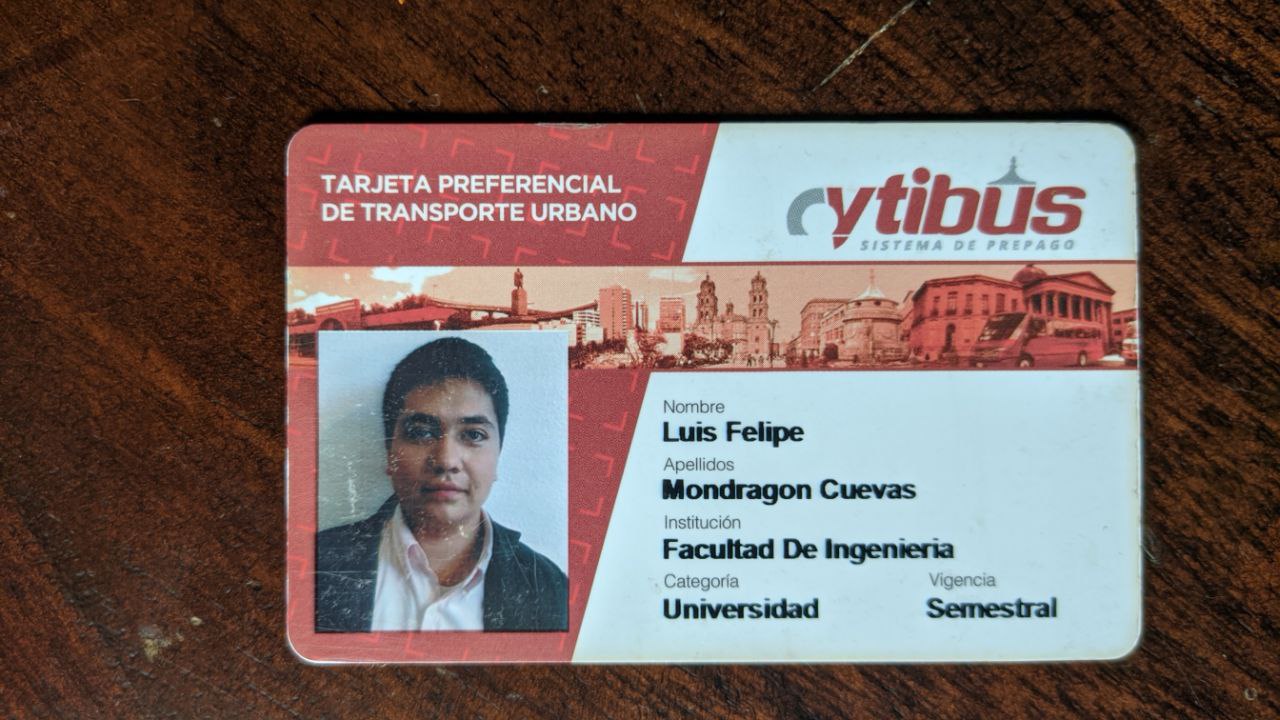 TARJETA PREFERENCIAL
DE TRANSPORTE URBANO
cytibus
SISTEMA DE PREPAGO
Nombre
Luis Felipe
Apellidos
Mondragon Cuevas
Institución
Facultad De Ingenieria
Categoría
Universidad
Vigencia
Semestral